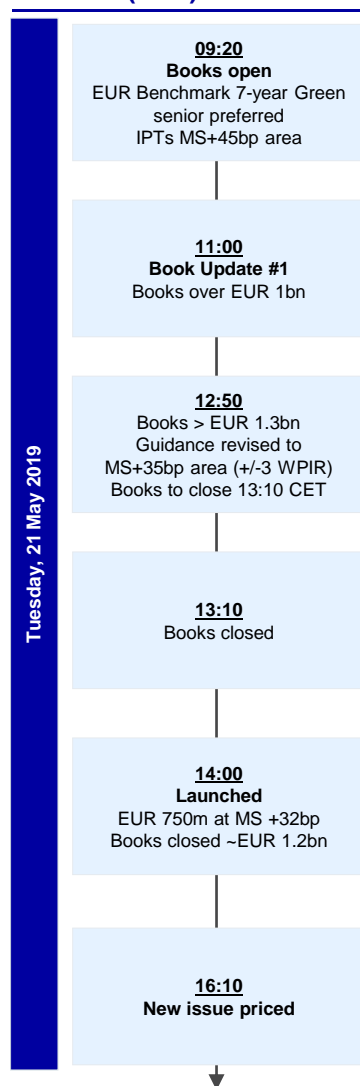 Tuesday, 21 May 2019
09:20
Books open
EUR Benchmark 7-year Green
senior preferred
IPTs MS+45bp area
11:00
Book Update #1
Books over EUR 1bn
12:50
Books > EUR 1.3bn
Guidance revised to
MS+35bp area (+/-3 WPIR)
Books to close 13:10 CET
13:10
Books closed
14:00
Launched
EUR 750m at MS +32bp
Books closed ~EUR 1.2bn
16:10
New issue priced